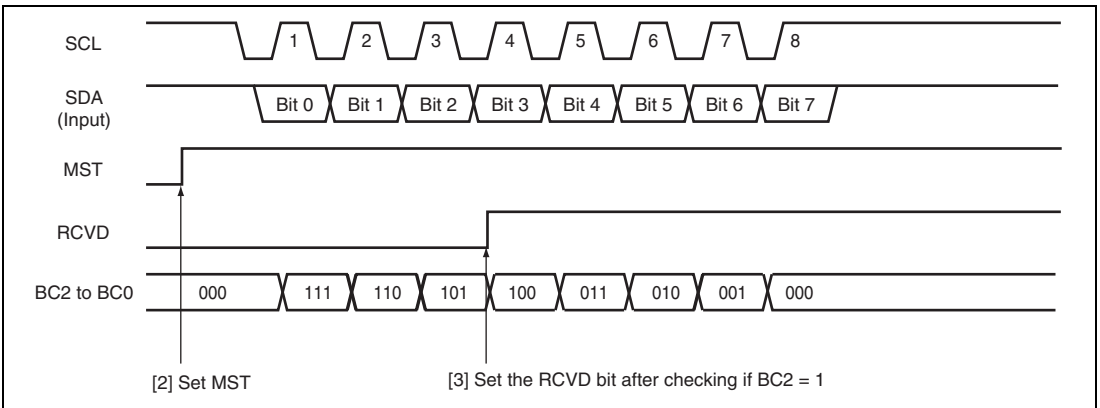 SCL 1 2 3 4 5 6 7 8
SDA
(Input) Bit 0 Bit 1 Bit 2 Bit 3 Bit 4 Bit 5 Bit 6 Bit 7
MST
RCVD
BC2 to BC0 000 111 110 101 100 011 010 001 000
[2] Set MST [3] Set the RCVD bit after checking if BC2 = 1